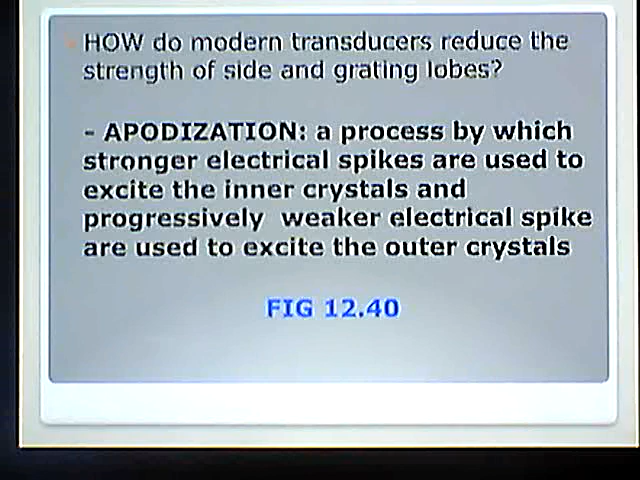 HOW do modern transducers reduce the
strength of side and grating lobes?
- APODIZATION: a process by which
stronger electrical spikes are used to
excite the inner crystals and
progressively weaker electrical spike
are used to excite the outer crystals
FIG 12.40